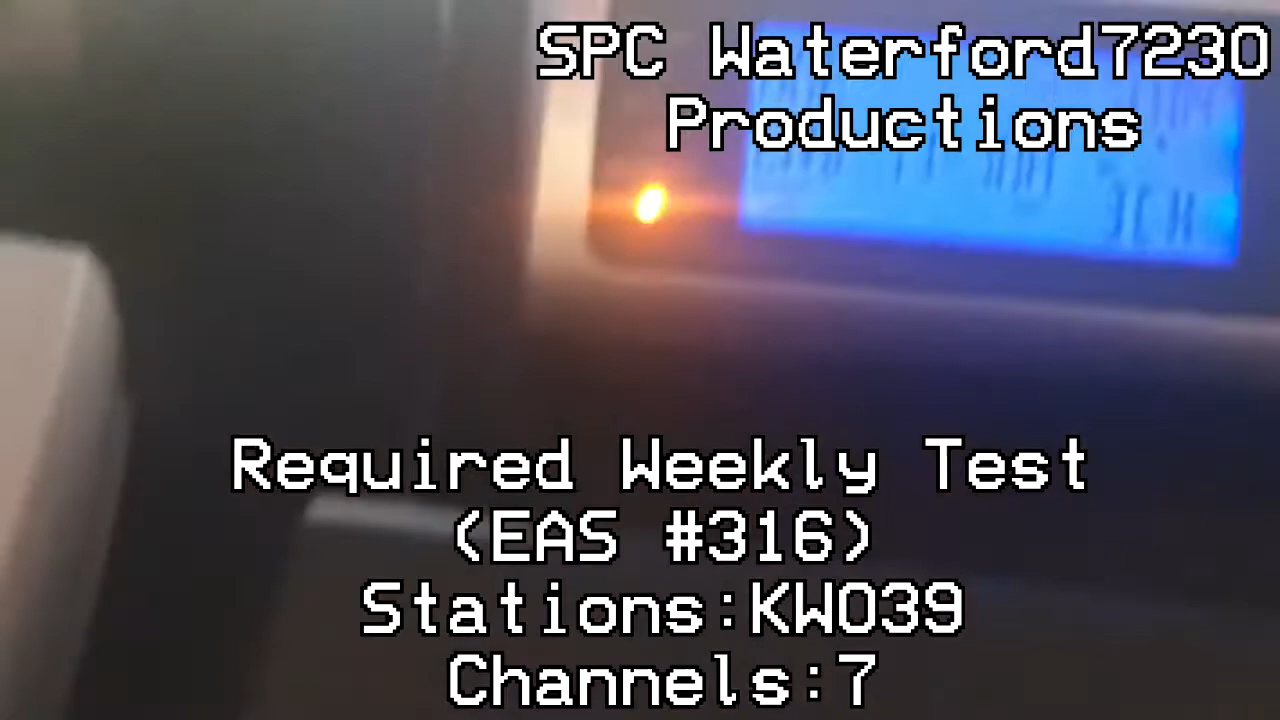 SPC Waterford7230
Productions
Required Weekly Test
(EAS #316)
Stations:KWO39
Channels:7